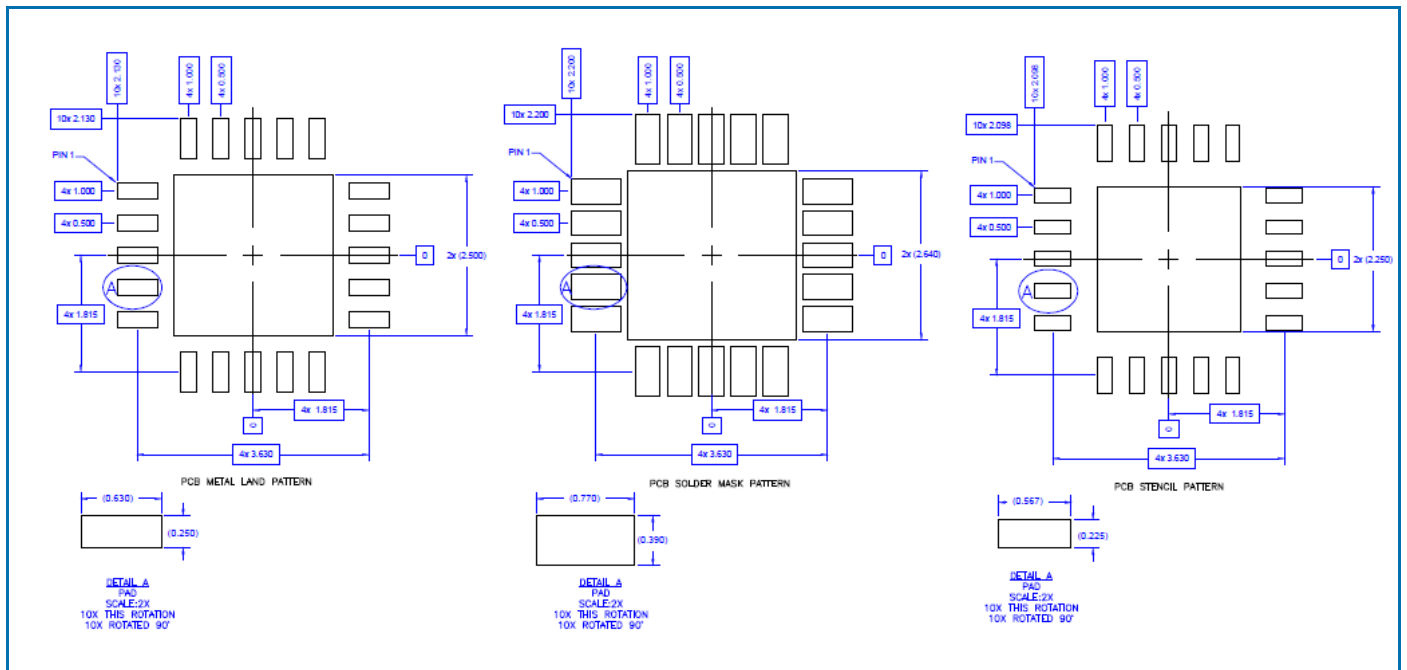 10x 2.130
4x 1.000
4x 0.500
10x 2.130
PIN 1
4x 1.000
4x 0.500
0
2x (2.500)
A
4x 1.815
4x 1.815
0
4x 3.630
PCB METAL LAND PATTERN
(0.630)
(0.250)
DETAIL A
PAD
SCALE:2X
10X THIS ROTATION
10X ROTATED 90°
10x 2.200
4x 1.000
4x 0.500
10x 2.200
PIN 1
4x 1.000
4x 0.500
0
2x (2.640)
A
4x 1.815
4x 1.815
0
4x 3.630
PCB SOLDER MASK PATTERN
(0.770)
(0.390)
DETAIL A
PAD
SCALE:2X
10X THIS ROTATION
10X ROTATED 90°
10x 2.098
4x 1.000
4x 0.500
10x 2.098
PIN 1
4x 1.000
4x 0.500
0
2x (2.250)
A
4x 1.815
4x 1.815
0
4x 3.630
PCB STENCIL PATTERN
(0.567)
(0.225)
DETAIL A
PAD
SCALE:2X
10X THIS ROTATION
10X ROTATED 90°